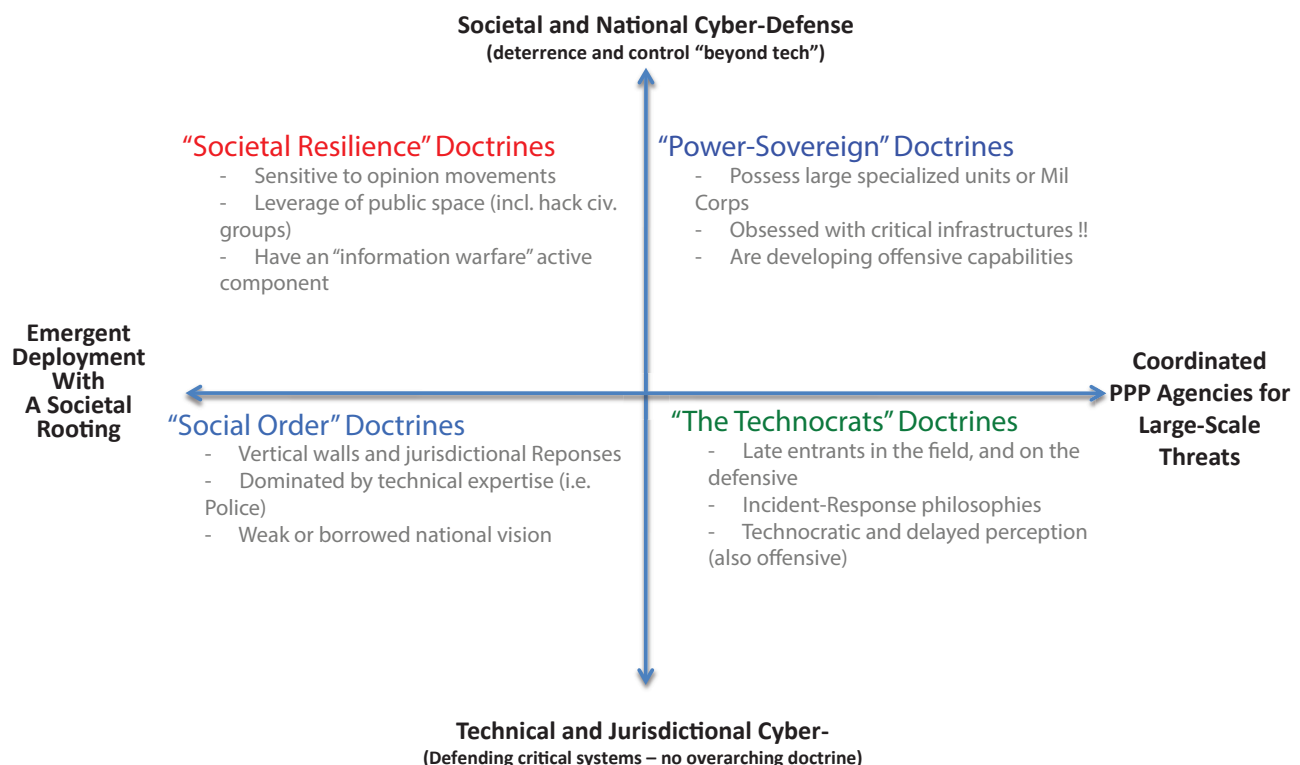 Societal and National Cyber-Defense
(deterrence and control “beyond tech”)
“Societal Resilience” Doctrines
- Sensitive to opinion movements
- Leverage of public space (incl. hack civ.
groups)
- Have an “information warfare” active
component
“Power-Sovereign” Doctrines
- Possess large specialized units or Mil
Corps
- Obsessed with critical infrastructures !!
- Are developing offensive capabilities
Emergent
Deployment
With
A Societal
Rooting
Coordinated
PPP Agencies for
Large-Scale
Threats
“Social Order” Doctrines
- Vertical walls and jurisdictional Reponses
- Dominated by technical expertise (i.e.
Police)
- Weak or borrowed national vision
“The Technocrats” Doctrines
- Late entrants in the field, and on the
defensive
- Incident-Response philosophies
- Technocratic and delayed perception
(also offensive)
Technical and Jurisdictional Cyber-
(Defending critical systems – no overarching doctrine)